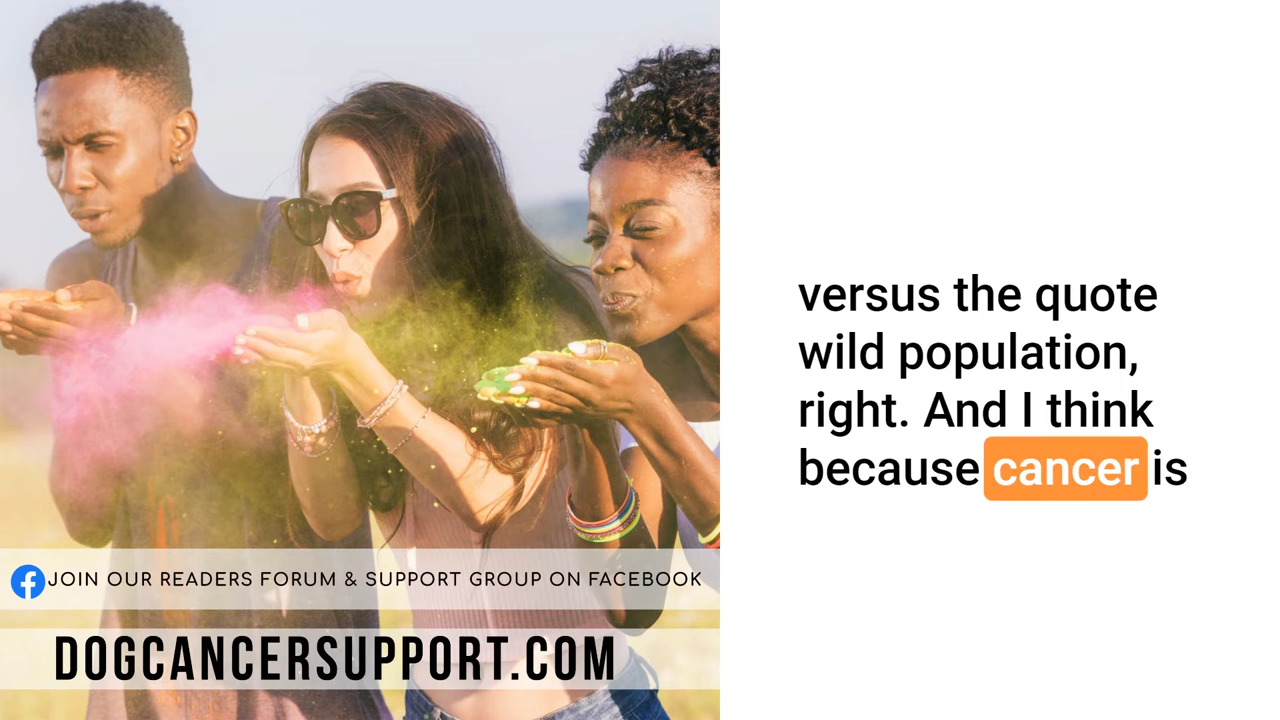 JOIN OUR READERS FORUM & SUPPORT GROUP ON FACEBOOK
DOGCANCERSUPPORT.COM
versus the quote
wild population,
right. And I think
because cancer is